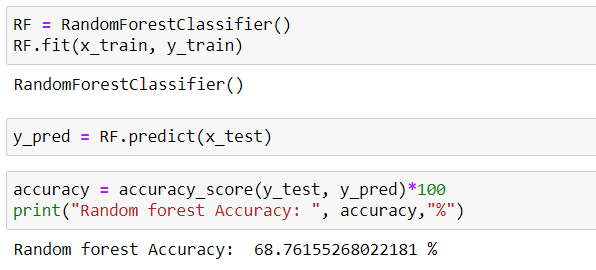 RF = RandomForestClassifier()
RF.fit(x_train, y_train)
RandomForestClassifier()
y_pred = RF.predict(x_test)
accuracy = accuracy_score(y_test, y_pred)*100
print("Random forest Accuracy: ", accuracy,"%")
Random forest Accuracy:  68.76155268022181 %